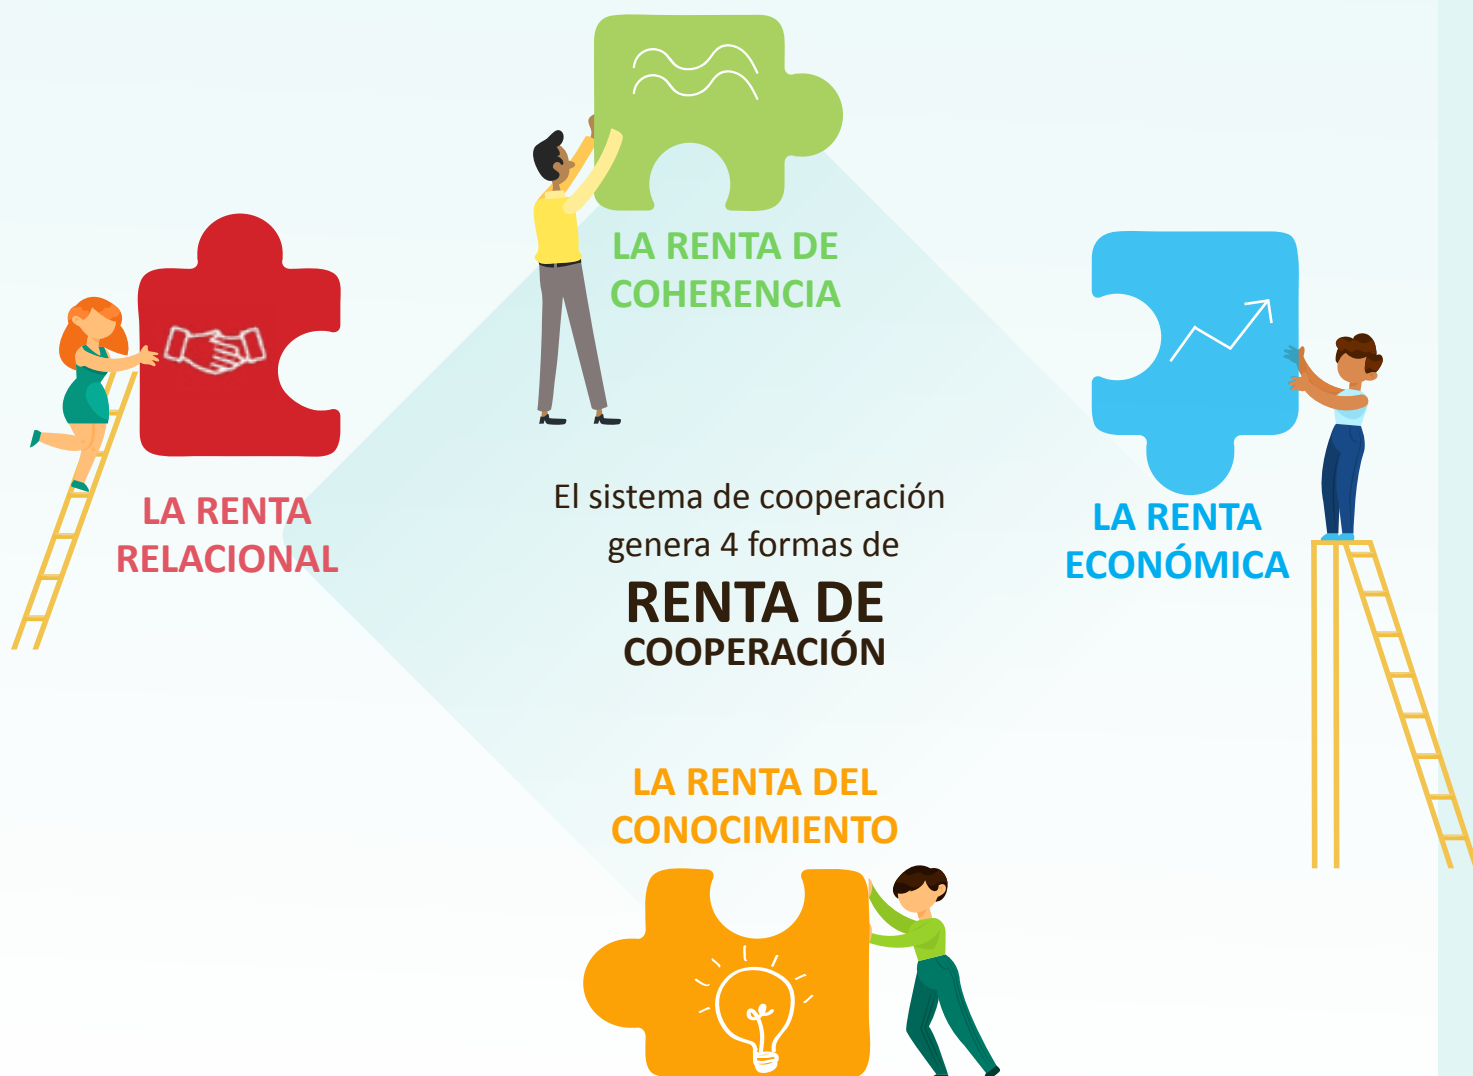 LA RENTA DE
COHERENCIA
LA RENTA
RELACIONAL
El sistema de cooperación
genera 4 formas de
RENTA DE
COOPERACIÓN
LA RENTA
ECONÓMICA
LA RENTA DEL
CONOCIMIENTO